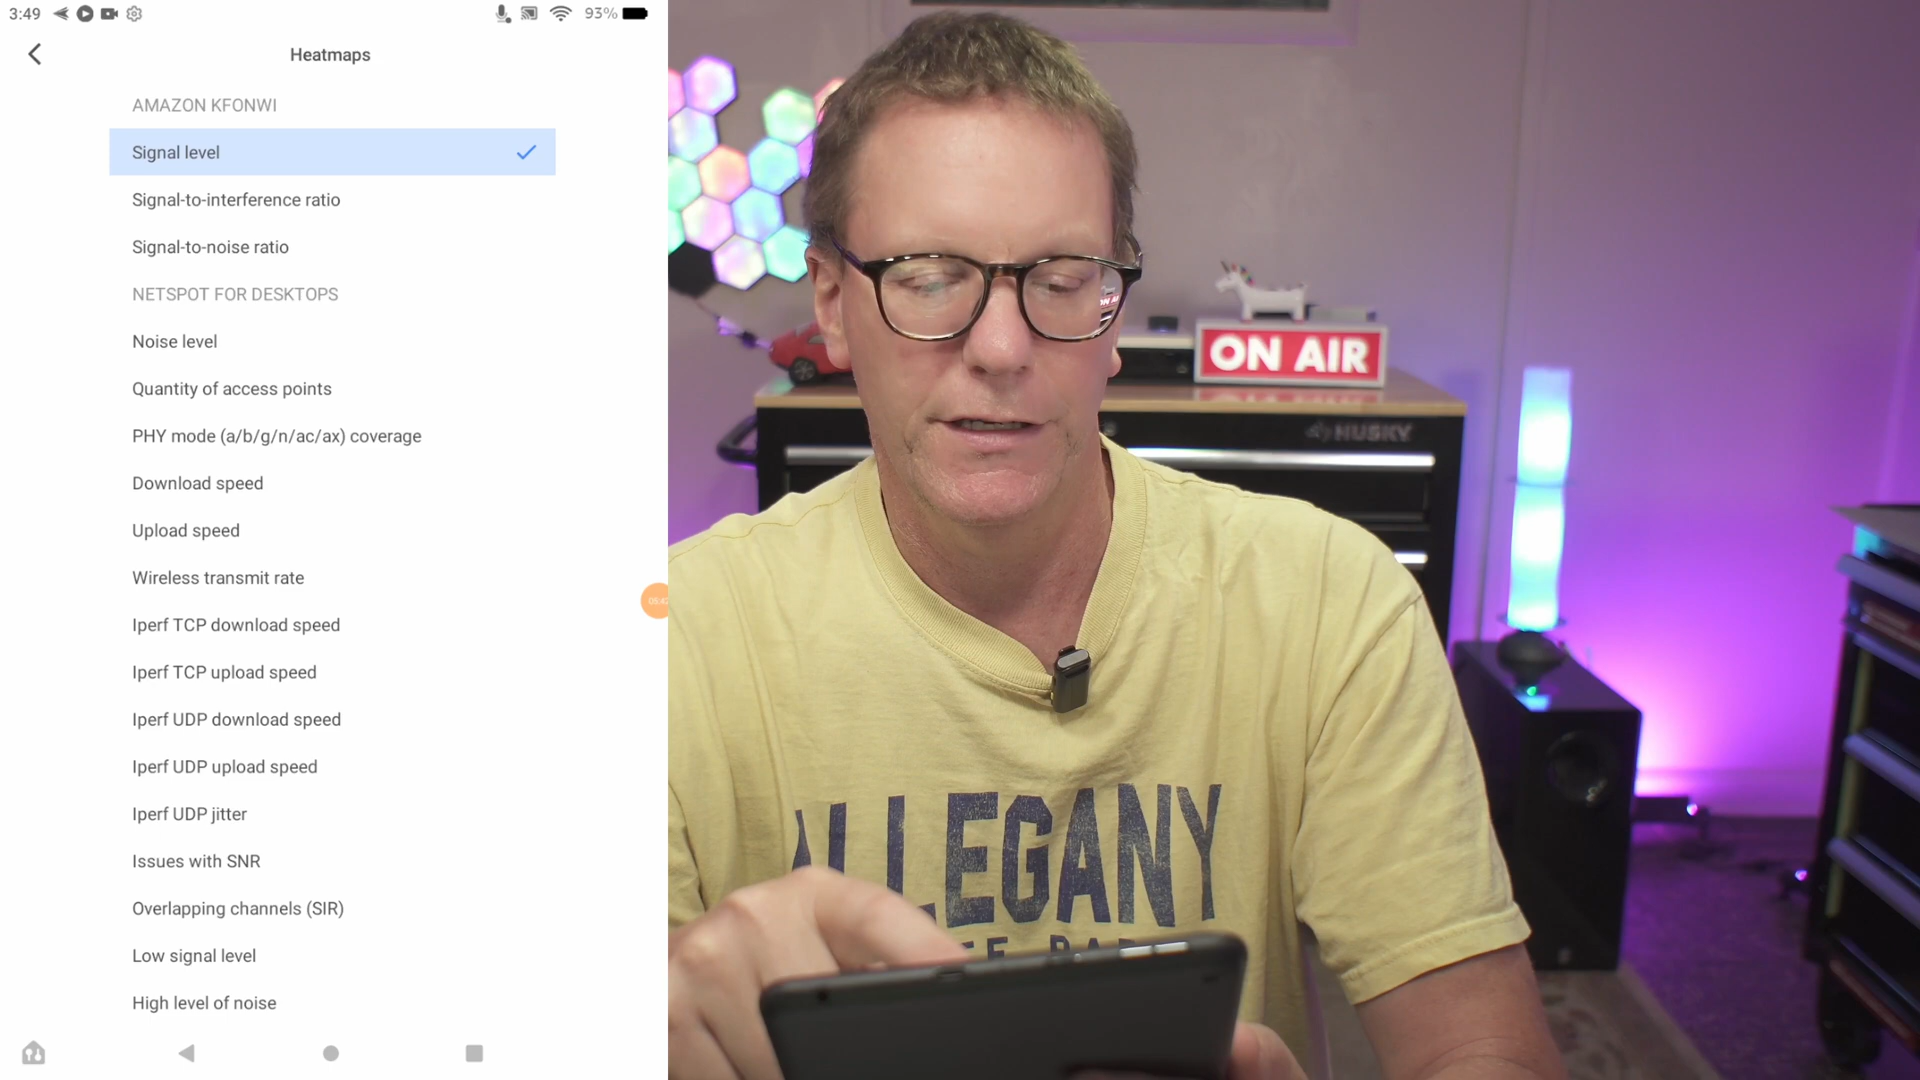 3:49
93%
Heatmaps
AMAZON KFONWI
Signal level
Signal-to-interference ratio
Signal-to-noise ratio
NETSPOT FOR DESKTOPS
Noise level
Quantity of access points
PHY mode (a/b/g/n/ac/ax) coverage
Download speed
Upload speed
Wireless transmit rate
Iperf TCP download speed
Iperf TCP upload speed
Iperf UDP download speed
Iperf UDP upload speed
Iperf UDP jitter
Issues with SNR
Overlapping channels (SIR)
Low signal level
High level of noise
ON AIR
HUSKY
ALLEGANY